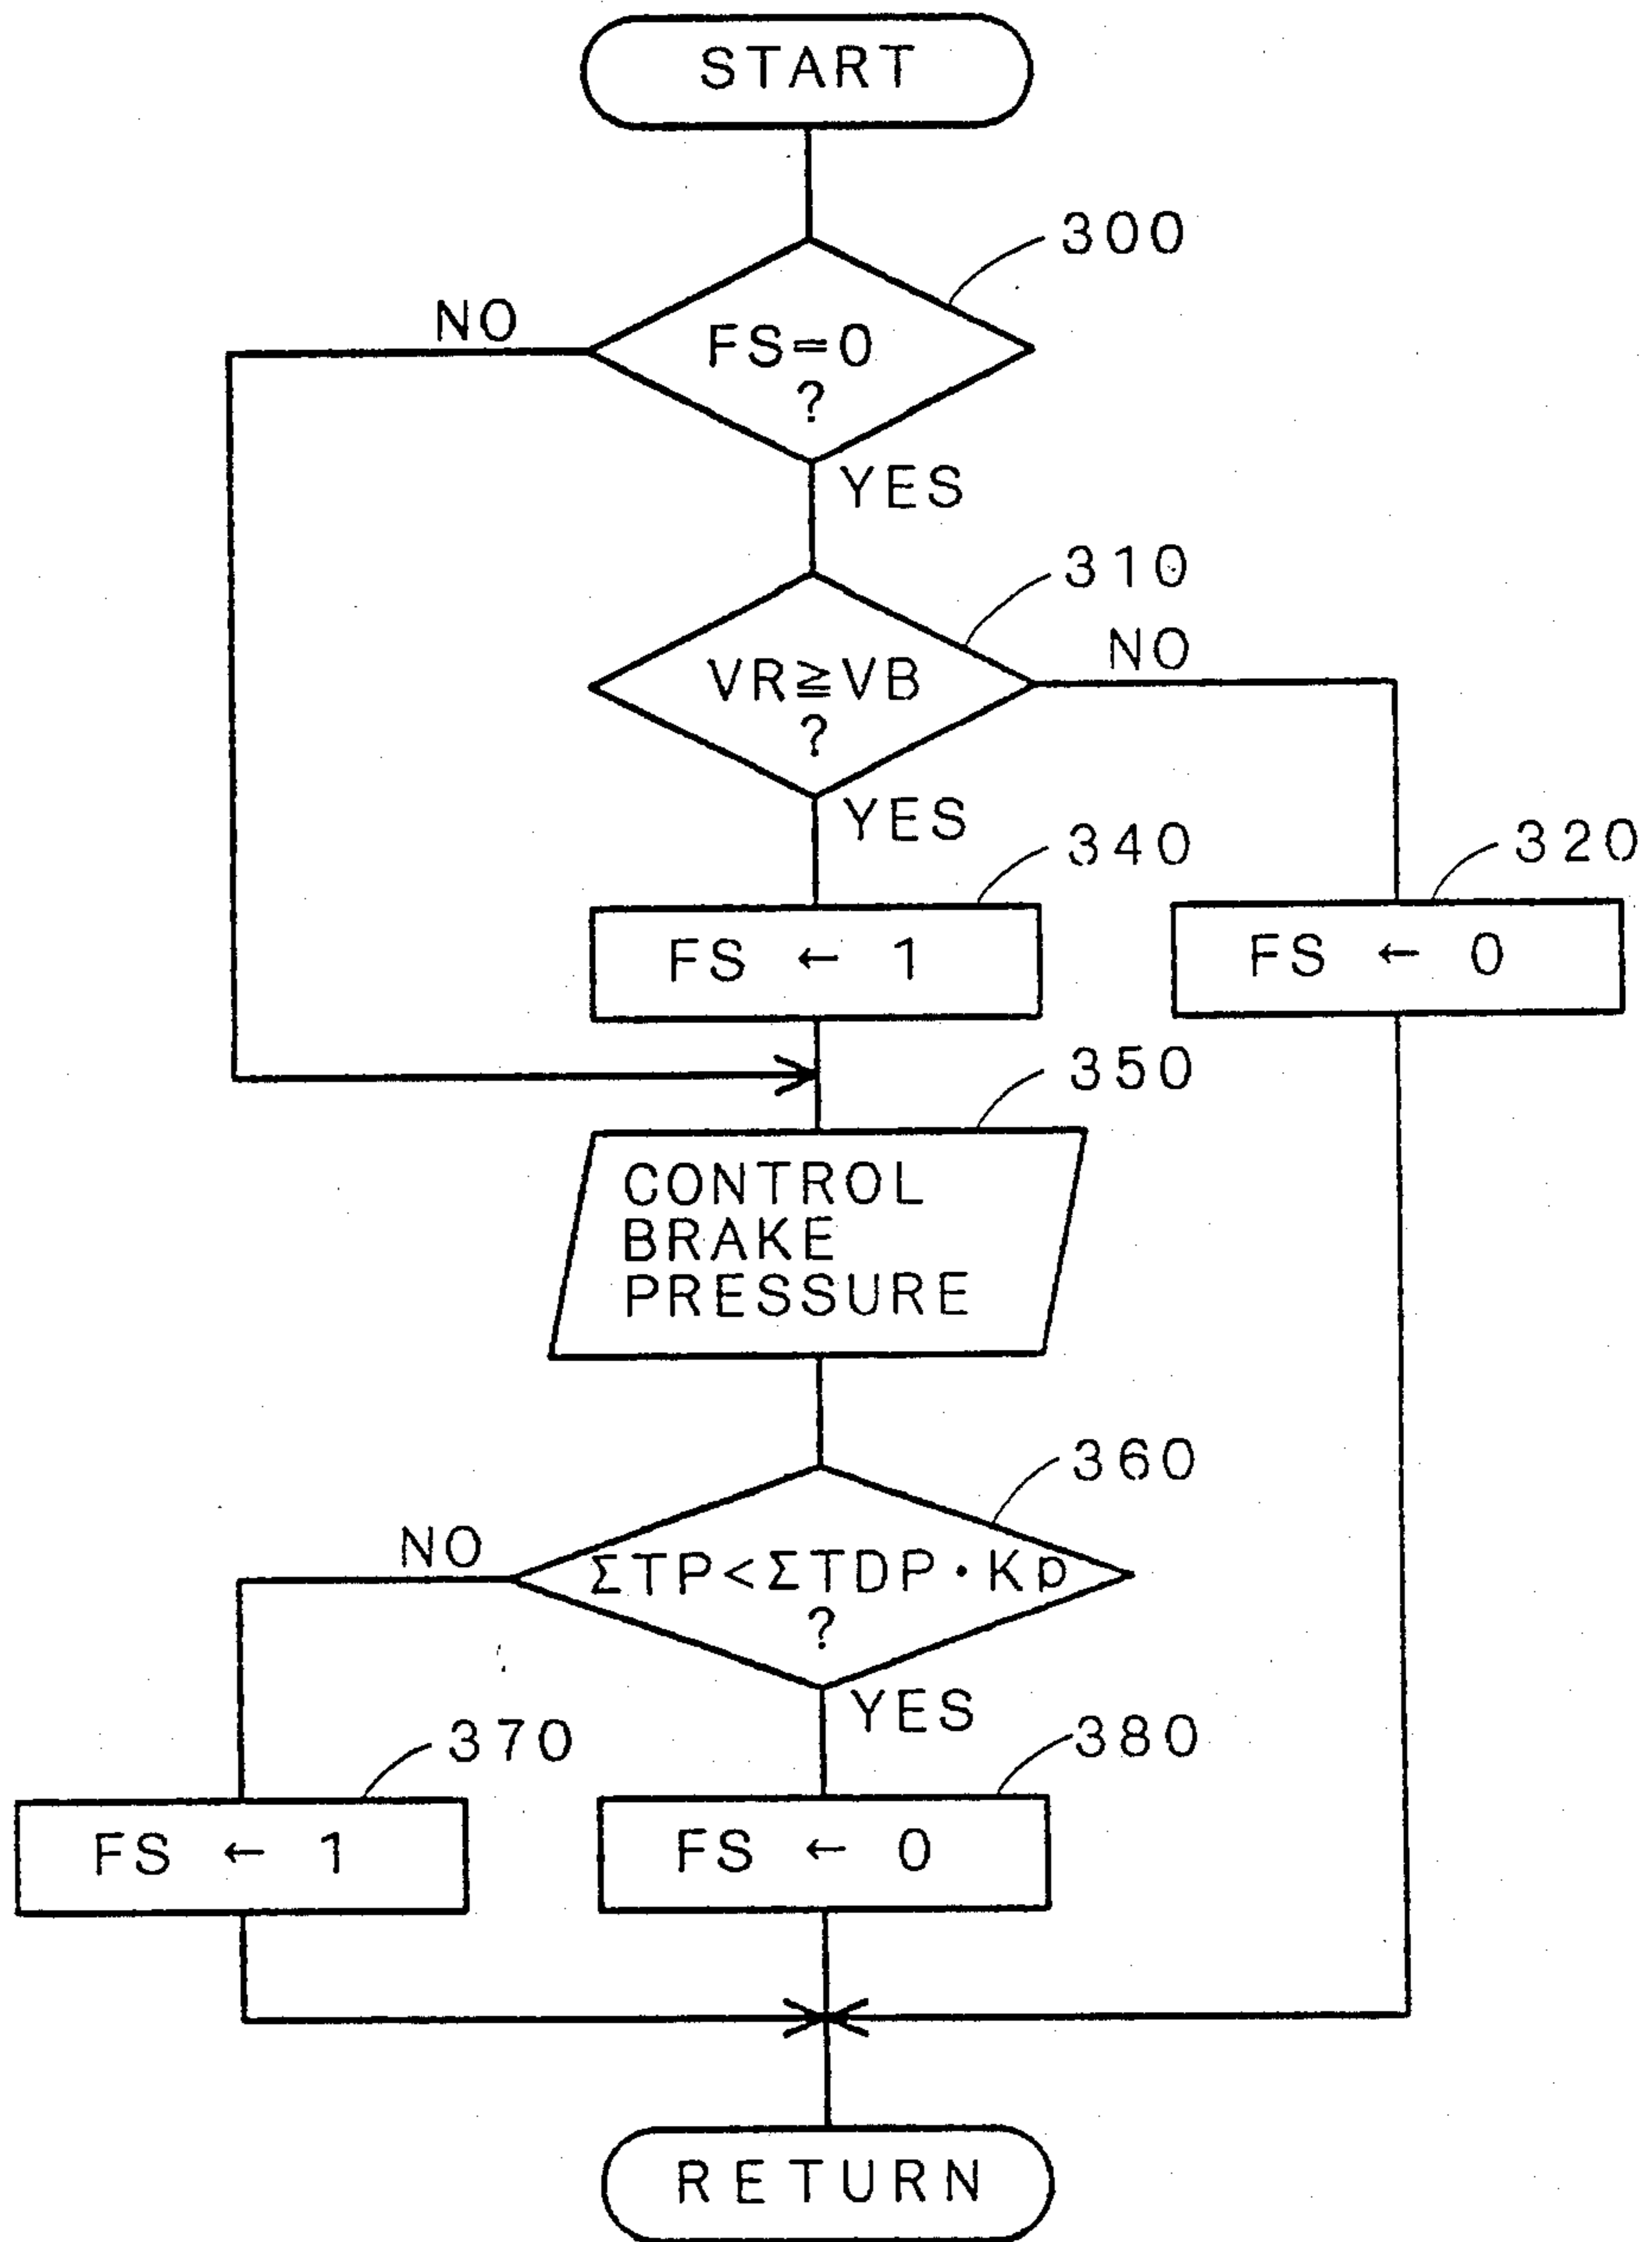 START
300
NO
FS=0
?
YES
310
VR≧VB
?
NO
YES
340
320
FS ← 1
FS ← 0
350
CONTROL
BRAKE
PRESSURE
360
NO
ΣTP<ΣTDP・Kp
?
YES
370
380
FS ← 1
FS ← 0
RETURN